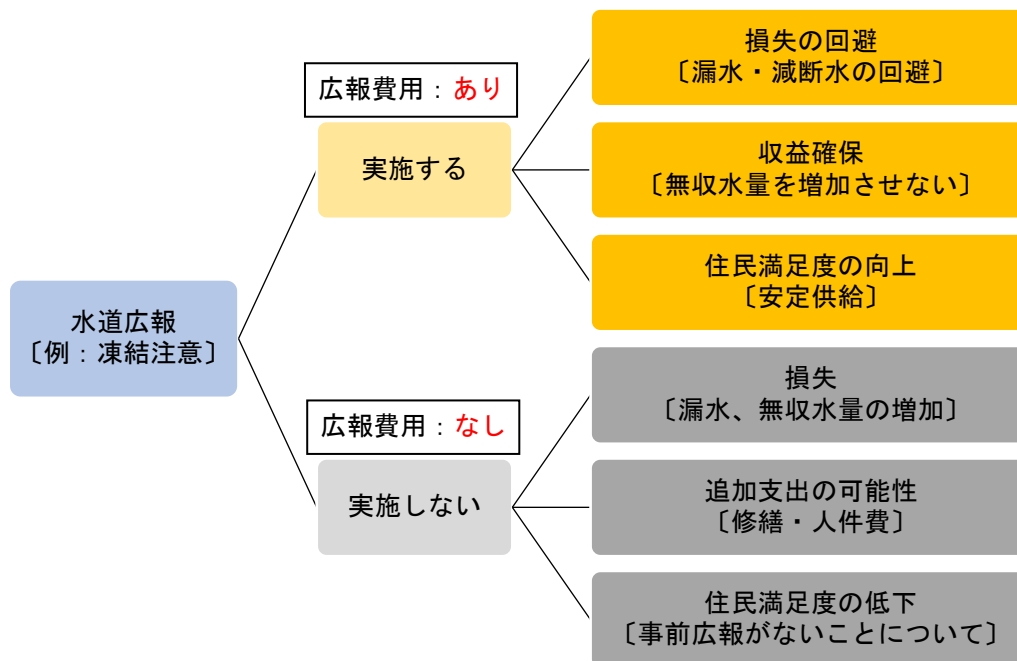 水道広報
〔例：凍結注意〕
広報費用：あり
実施する
損失の回避
〔漏水・減断水の回避〕
収益確保
〔無収水量を増加させない〕
住民満足度の向上
〔安定供給〕
広報費用：なし
実施しない
損失
〔漏水、無収水量の増加〕
追加支出の可能性
〔修繕・人件費〕
住民満足度の低下
〔事前広報がないことについて〕